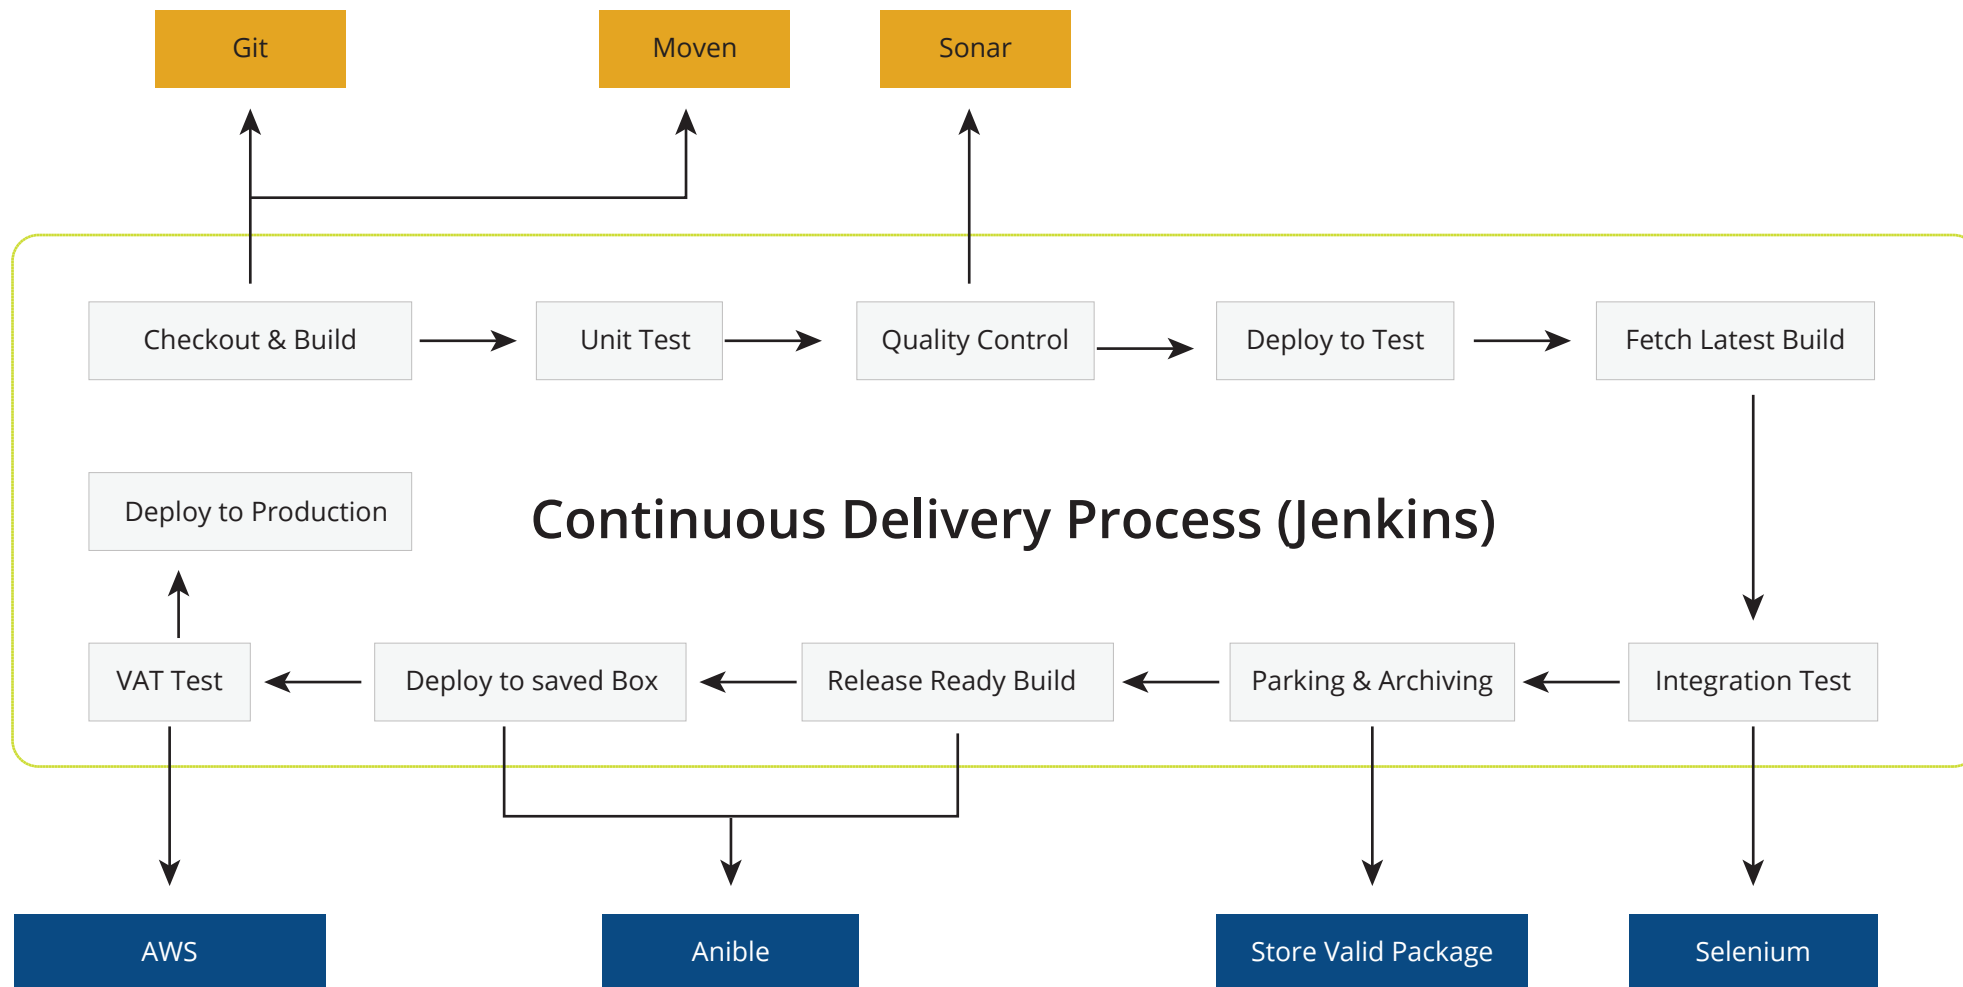 Git
Moven
Sonar
Checkout & Build
Unit Test
Quality Control
Deploy to Test
Fetch Latest Build
Deploy to Production
Continuous Delivery Process (Jenkins)
VAT Test
Deploy to saved Box
Release Ready Build
Parking & Archiving
Integration Test
AWS
Anible
Store Valid Package
Selenium